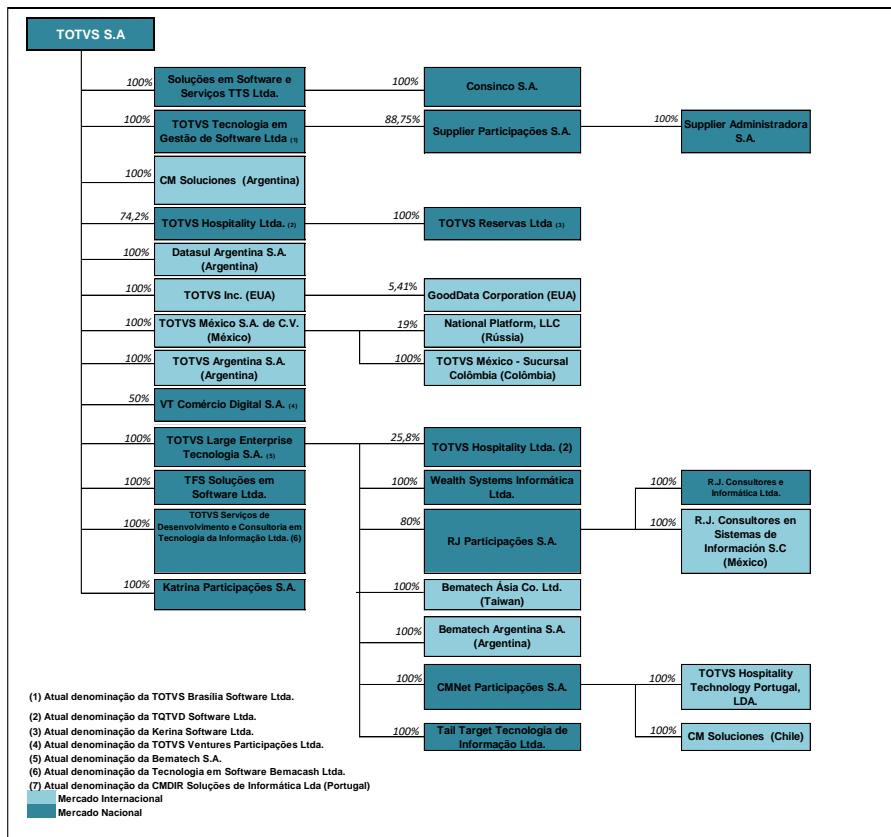 TOTVS S.A
100%
Soluções em Software e
Serviços TTS Ltda.
100%
Consinco S.A.
100%
TOTVS Tecnologia em
Gestão de Software Ltda (1)
88,75%
Supplier Participações S.A.
100%
Supplier Administradora
S.A.
100%
CM Soluciones (Argentina)
74,2%
TOTVS Hospitality Ltda. (2)
100%
TOTVS Reservas Ltda (3)
100%
Datasul Argentina S.A.
(Argentina)
100%
TOTVS Inc. (EUA)
5,41%
GoodData Corporation (EUA)
100%
TOTVS México S.A. de C.V.
(México)
19%
National Platform, LLC
(Rússia)
100%
TOTVS México - Sucursal
Colômbia (Colômbia)
100%
TOTVS Argentina S.A.
(Argentina)
50%
VT Comércio Digital S.A. (4)
100%
TOTVS Large Enterprise
Tecnologia S.A. (5)
25,8%
TOTVS Hospitality Ltda. (2)
100%
TFS Soluções em
Software Ltda.
100%
Wealth Systems Informática
Ltda.
100%
R.J. Consultores e
Informática Ltda.
100%
TOTVS Serviços de
Desenvolvimento e Consultoria em
Tecnologia da Informação Ltda. (6)
80%
RJ Participações S.A.
100%
R.J. Consultores en
Sistemas de
Información S.C
(México)
100%
Katrina Participações S.A.
100%
Bematech Ásia Co. Ltd.
(Taiwan)
100%
Bematech Argentina S.A.
(Argentina)
100%
CMNet Participações S.A.
100%
TOTVS Hospitality
Technology Portugal,
LDA.
100%
Tail Target Tecnologia de
Informação Ltda.
100%
CM Soluciones (Chile)
(1) Atual denominação da TOTVS Brasília Software Ltda.
(2) Atual denominação da TQTVD Software Ltda.
(3) Atual denominação da Kerina Software Ltda.
(4) Atual denominação da TOTVS Ventures Participações Ltda.
(5) Atual denominação da Bematech S.A.
(6) Atual denominação da Tecnologia em Software Bemacash Ltda.
(7) Atual denominação da CMDIR Soluções de Informática Lda (Portugal)
Mercado Internacional
Mercado Nacional